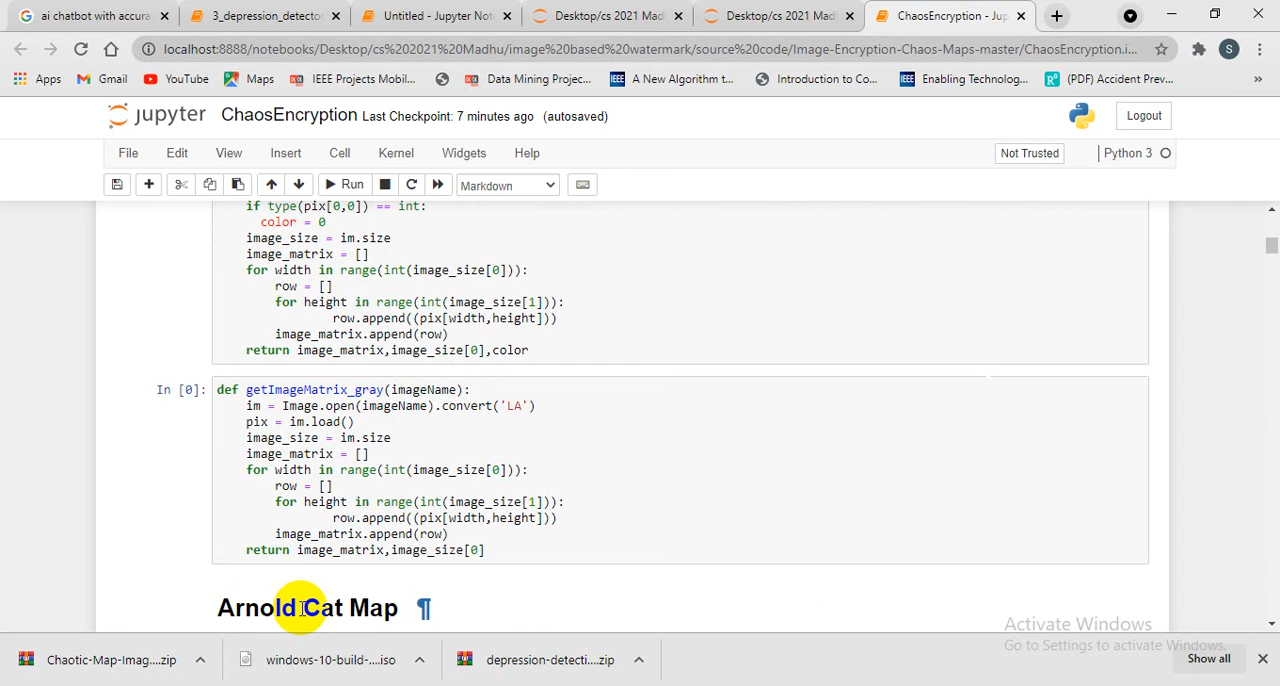 ai chatbot with accura
3_depression_detecto
Untitled - Jupyter Not
Desktop/cs 2021 Madl
Desktop/cs 2021 Madl
ChaosEncryption - Jup
localhost:8888/notebooks/Desktop/cs%202021%20Madhu/image%20based%20watermark/source%20code/Image-Encryption-Chaos-Maps-master/ChaosEncryption.i...
S
Apps
Gmail
YouTube
Maps
IEEE Projects Mobil...
Data Mining Projec...
A New Algorithm t...
Introduction to Co...
Enabling Technolog...
(PDF) Accident Prev...
»
jupyter ChaosEncryption Last Checkpoint: 7 minutes ago (autosaved)
Logout
File Edit View Insert Cell Kernel Widgets Help
Not Trusted
Python 3
Run
Markdown
if type(pix[0,0]) == int:
color = 0
image_size = im.size
image_matrix = []
for width in range(int(image_size[0])):
row = []
for height in range(int(image_size[1])):
row.append((pix[width,height]))
image_matrix.append(row)
return image_matrix,image_size[0],color
In [0]: def getImageMatrix_gray(imageName):
im = Image.open(imageName).convert('LA')
pix = im.load()
image_size = im.size
image_matrix = []
for width in range(int(image_size[0])):
row = []
for height in range(int(image_size[1])):
row.append((pix[width,height]))
image_matrix.append(row)
return image_matrix,image_size[0]
Arnold Cat Map ¶
Activate Windows
Go to Settings to activate Windows.
Chaotic-Map-Imag....zip
windows-10-build-....iso
depression-detecti....zip
Show all